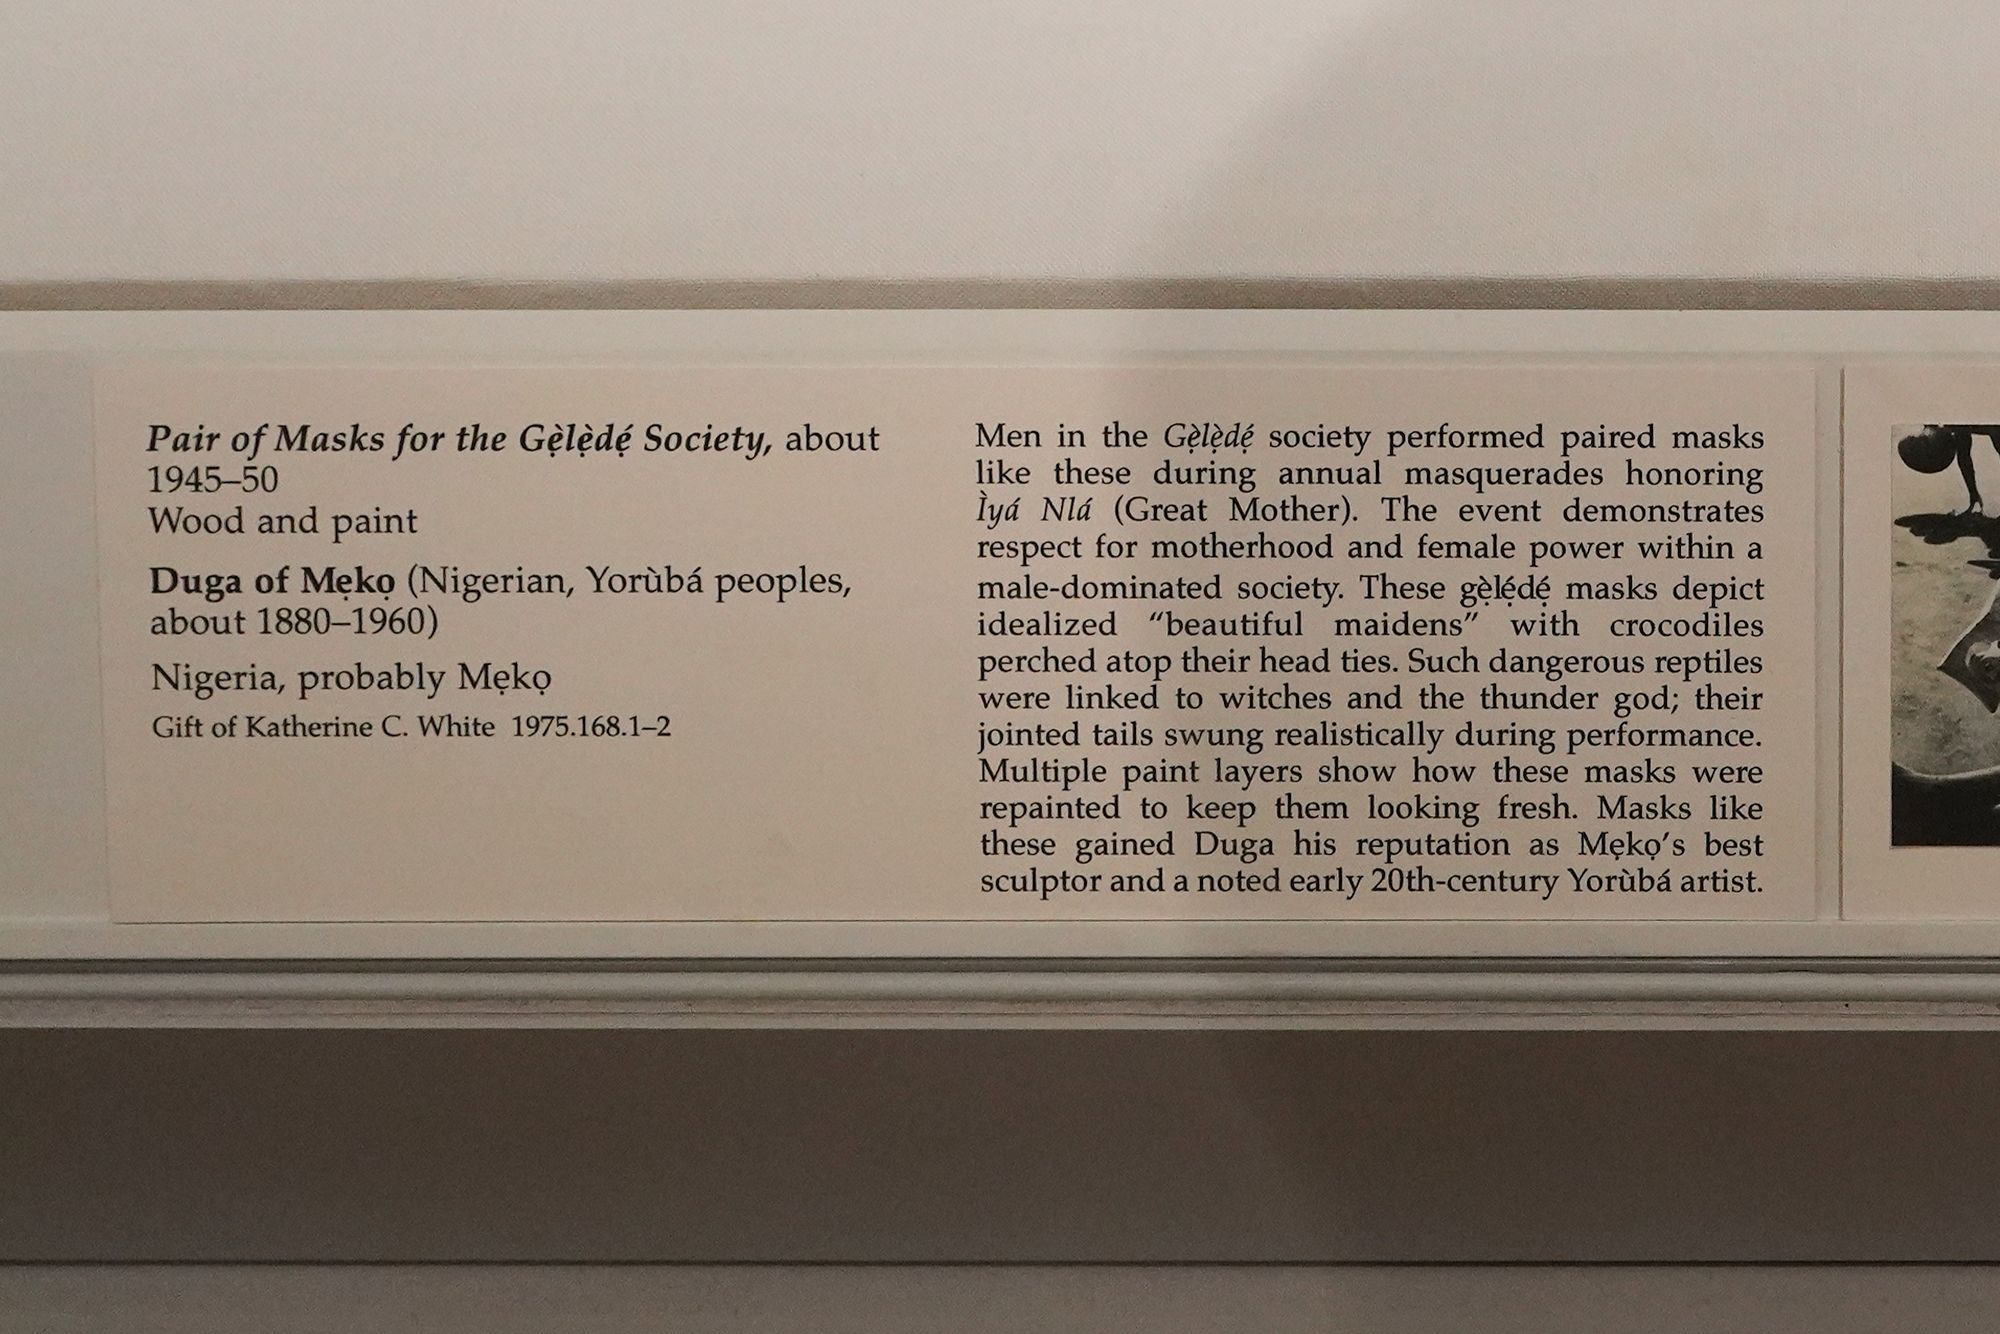 Pair of Masks for the Gẹ̀lẹ̀dẹ́ Society, about
1945–50
Wood and paint
Duga of Mẹkọ (Nigerian, Yorùbá peoples,
about 1880–1960)
Nigeria, probably Mẹkọ
Gift of Katherine C. White 1975.168.1–2
Men in the Gẹ̀lẹ̀dẹ́ society performed paired masks
like these during annual masquerades honoring
Ìyá Nlá (Great Mother). The event demonstrates
respect for motherhood and female power within a
male-dominated society. These gẹ̀lẹ́dẹ́ masks depict
idealized “beautiful maidens” with crocodiles
perched atop their head ties. Such dangerous reptiles
were linked to witches and the thunder god; their
jointed tails swung realistically during performance.
Multiple paint layers show how these masks were
repainted to keep them looking fresh. Masks like
these gained Duga his reputation as Mẹkọ’s best
sculptor and a noted early 20th-century Yorùbá artist.